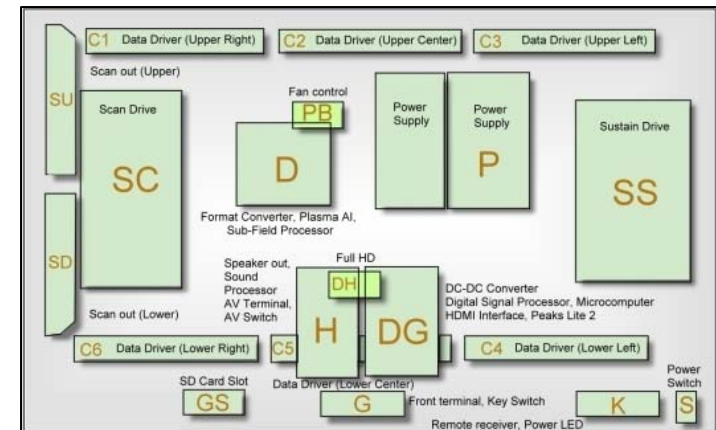 C1 Data Driver (Upper Right)
C2 Data Driver (Upper Center)
C3 Data Driver (Upper Left)
SU
Scan out (Upper)
Scan Drive
SC
Fan control
PB
D
Format Converter, Plasma AI,
Sub-Field Processor
Power
Supply
Power
Supply
P
Sustain Drive
SS
SD
Scan out (Lower)
Speaker out,
Sound
Processor
AV Terminal,
AV Switch
Full HD
DH
H
DG
DC-DC Converter
Digital Signal Processor, Microcomputer
HDMI Interface, Peaks Lite 2
C6 Data Driver (Lower Right)
C5
C4 Data Driver (Lower Left)
SD Card Slot
GS
Data Driver (Lower Center)
G
Front terminal, Key Switch
Remote receiver, Power LED
K
Power
Switch
S